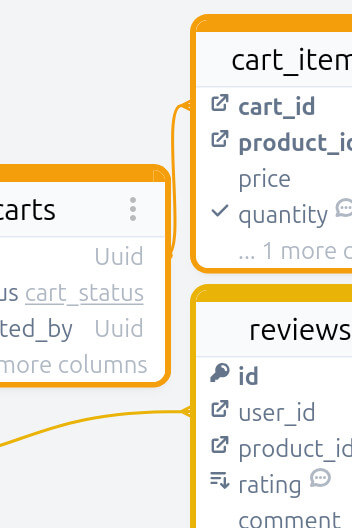 cart_item
cart_id
product_i
price
quantity
... 1 more c
carts
Uuid
us cart_status
ted_by Uuid
more columns
reviews
id
user_id
product_id
rating
comment